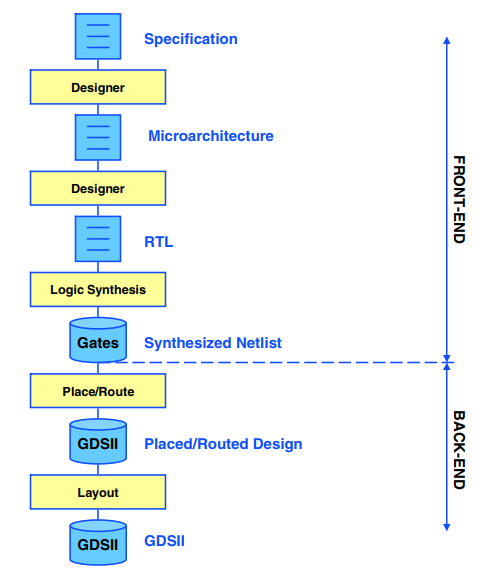 Specification
Designer
Microarchitecture
Designer
RTL
Logic Synthesis
Gates
Synthesized Netlist
Place/Route
GDSII
Placed/Routed Design
Layout
GDSII
GDSII
FRONT-END
BACK-END